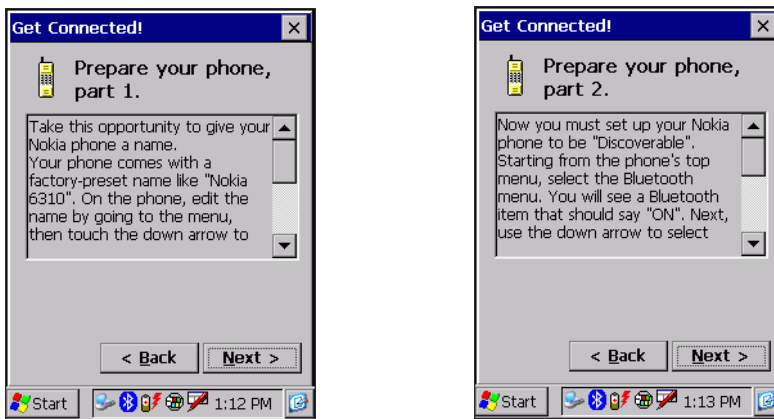 Get Connected!
Prepare your phone,
part 1.
Take this opportunity to give your
Nokia phone a name.
Your phone comes with a
factory-preset name like "Nokia
6310". On the phone, edit the
name by going to the menu,
then touch the down arrow to
< Back
Next >
Start
1:12 PM
Get Connected!
Prepare your phone,
part 2.
Now you must set up your Nokia
phone to be "Discoverable".
Starting from the phone's top
menu, select the Bluetooth
menu. You will see a Bluetooth
item that should say "ON". Next,
use the down arrow to select
< Back
Next >
Start
1:13 PM